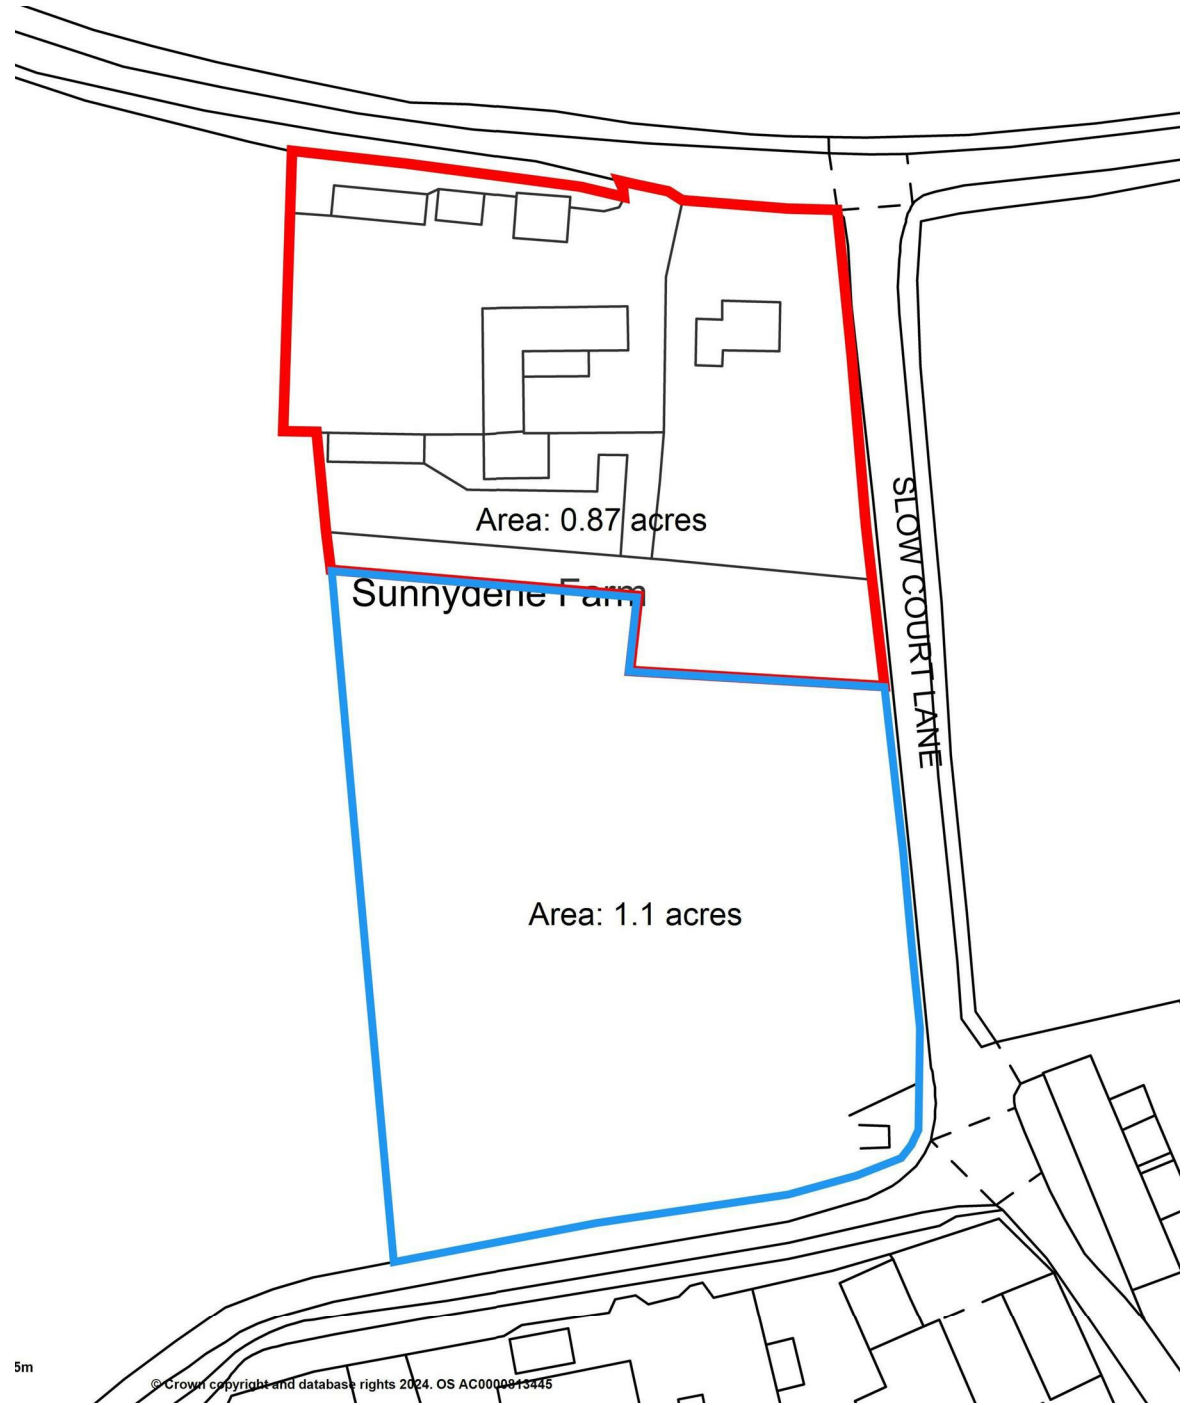 Area: 0.87 acres
Sunnydene Farm
SLOW COURT LANE
Area: 1.1 acres
5m
© Crown copyright and database rights 2024. OS AC0000813445